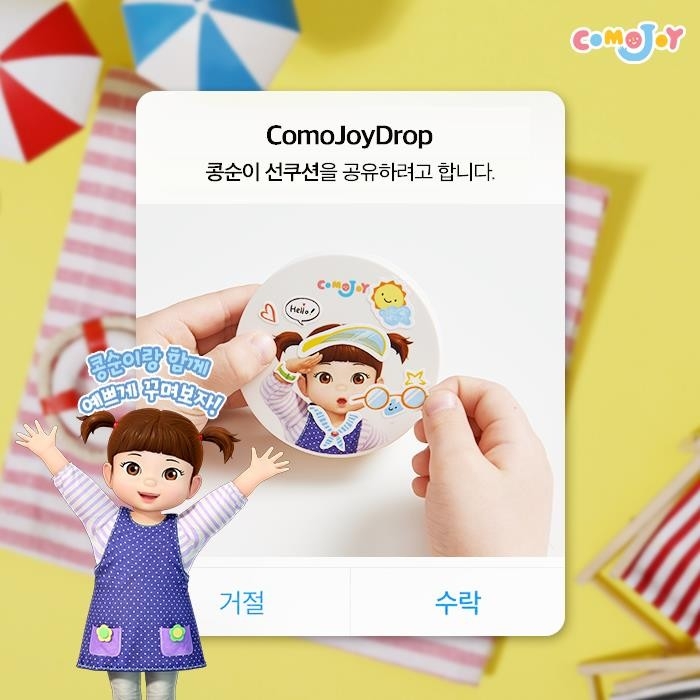 COMOJOY
ComoJoyDrop
콩순이 선쿠션을 공유하려고 합니다.
COMOJOY
Hello!
콩순이랑 함께
예쁘게 꾸며보자!
거절 수락